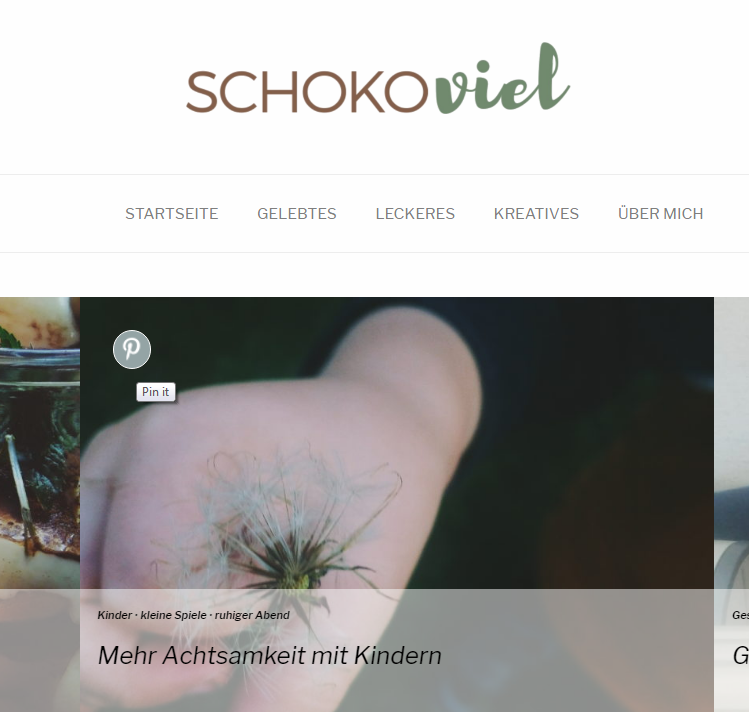 SCHOKOviel
STARTSEITE GELEBTES LECKERES KREATIVES ÜBER MICH
Pin it
Kinder · kleine Spiele · ruhiger Abend
Mehr Achtsamkeit mit Kindern
Ges
G